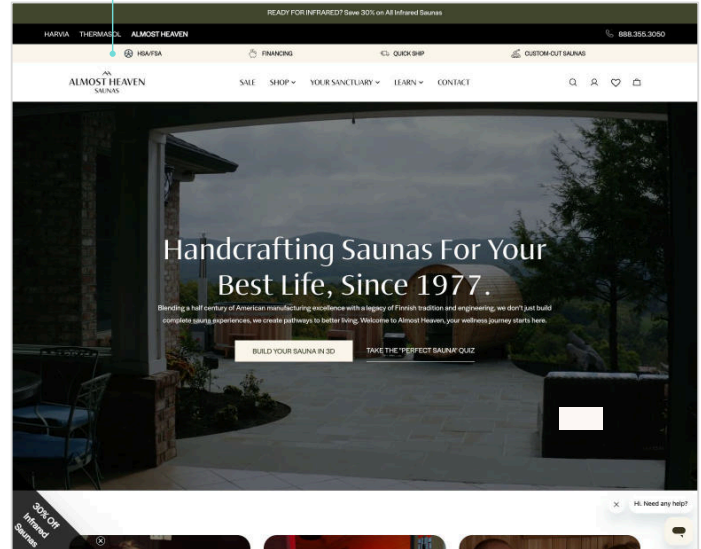 READY FOR INFRARED? Save 30% on All Infrared Saunas
HARVIA THERMASOL ALMOST HEAVEN 888.355.3050
HSA/FSA FINANCING QUICK SHIP CUSTOM-CUT SAUNAS
ALMOST HEAVEN
SAUNAS
SALE SHOP YOUR SANCTUARY LEARN CONTACT
Handcrafting Saunas For Your
Best Life, Since 1977.
Blending a half century of American manufacturing excellence with a legacy of Finnish tradition and engineering, we don't just build
complete sauna experiences, we create pathways to better living. Welcome to Almost Heaven, your wellness journey starts here.
BUILD YOUR SAUNA IN 3D TAKE THE "PERFECT SAUNA" QUIZ
30% Off
Infrared
Saunas
Hi. Need any help?